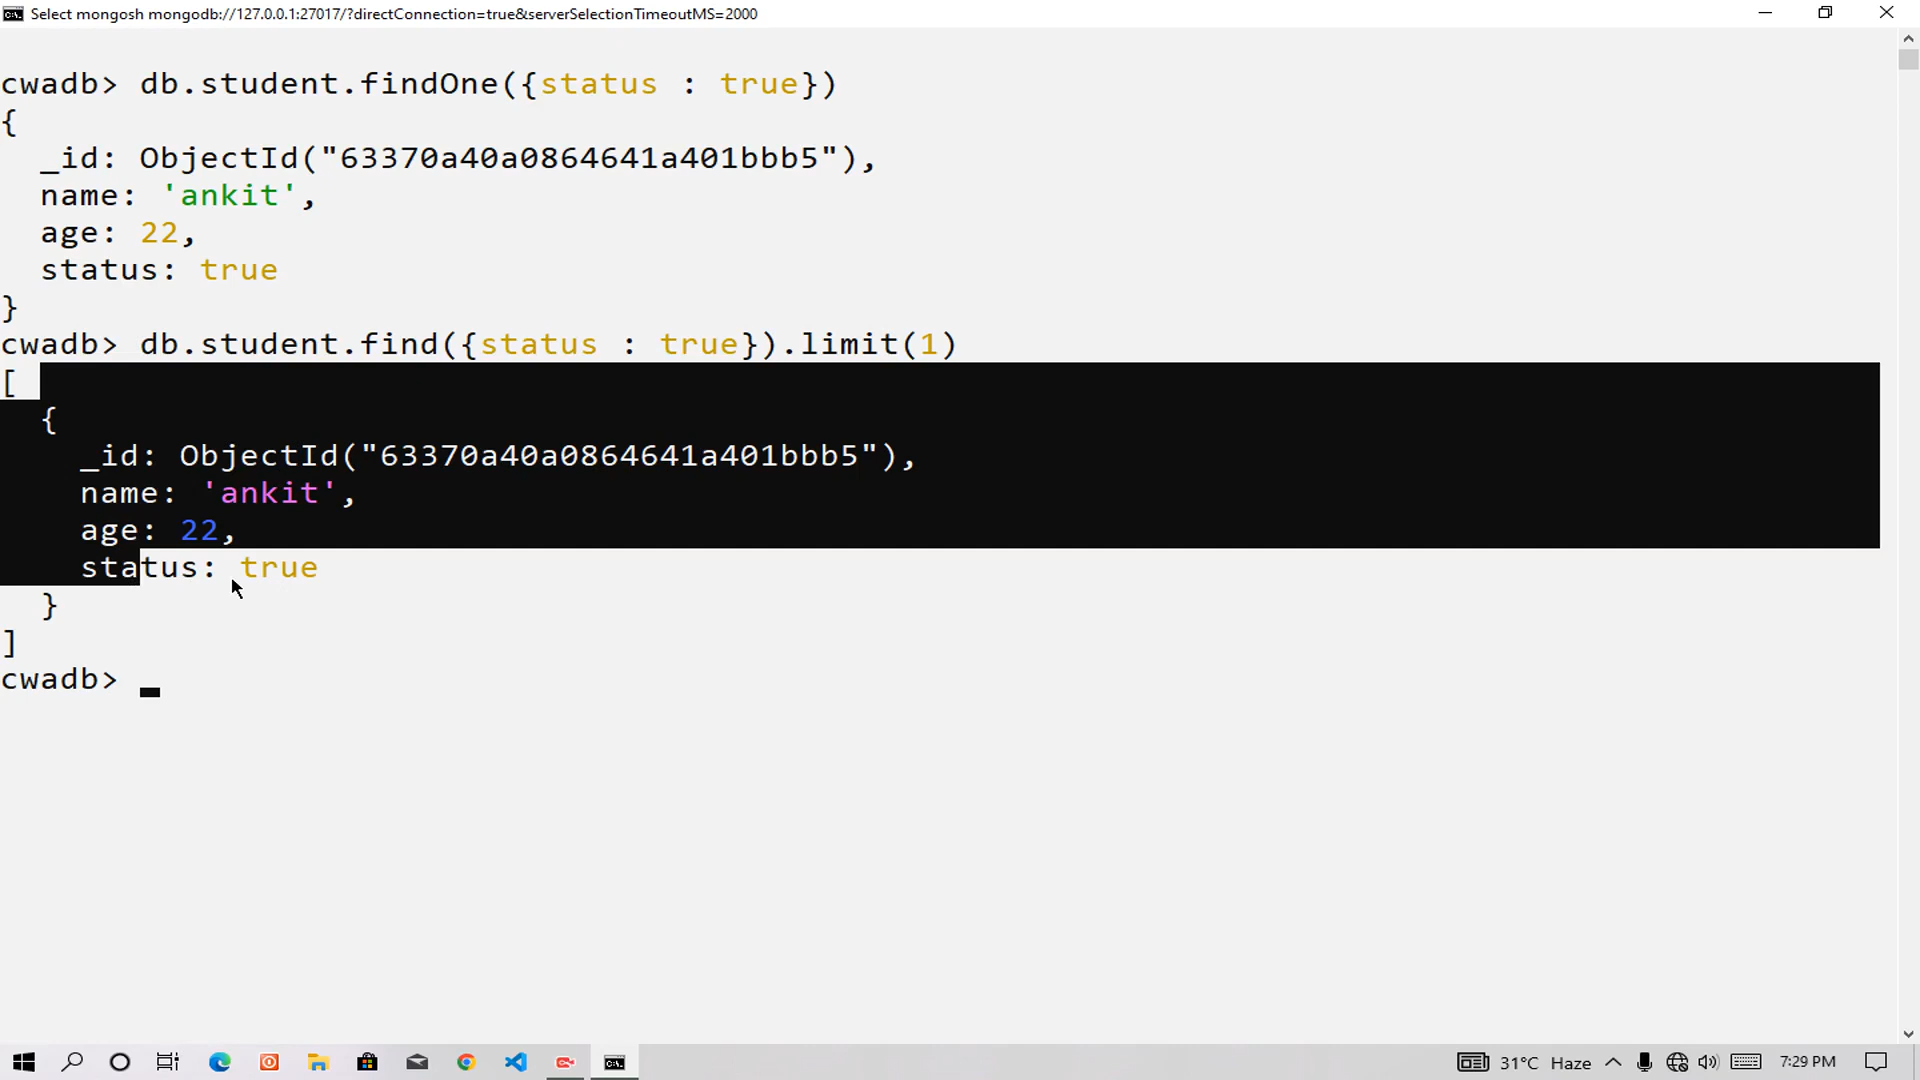 Select mongosh mongodb://127.0.0.1:27017/?directConnection=true&serverSelectionTimeoutMS=2000
cwadb> db.student.findOne({status : true})
{
  _id: ObjectId("63370a40a0864641a401bbb5"),
  name: 'ankit',
  age: 22,
  status: true
}
cwadb> db.student.find({status : true}).limit(1)
[
  {
    _id: ObjectId("63370a40a0864641a401bbb5"),
    name: 'ankit',
    age: 22,
    status: true
  }
]
cwadb>
31°C Haze
7:29 PM